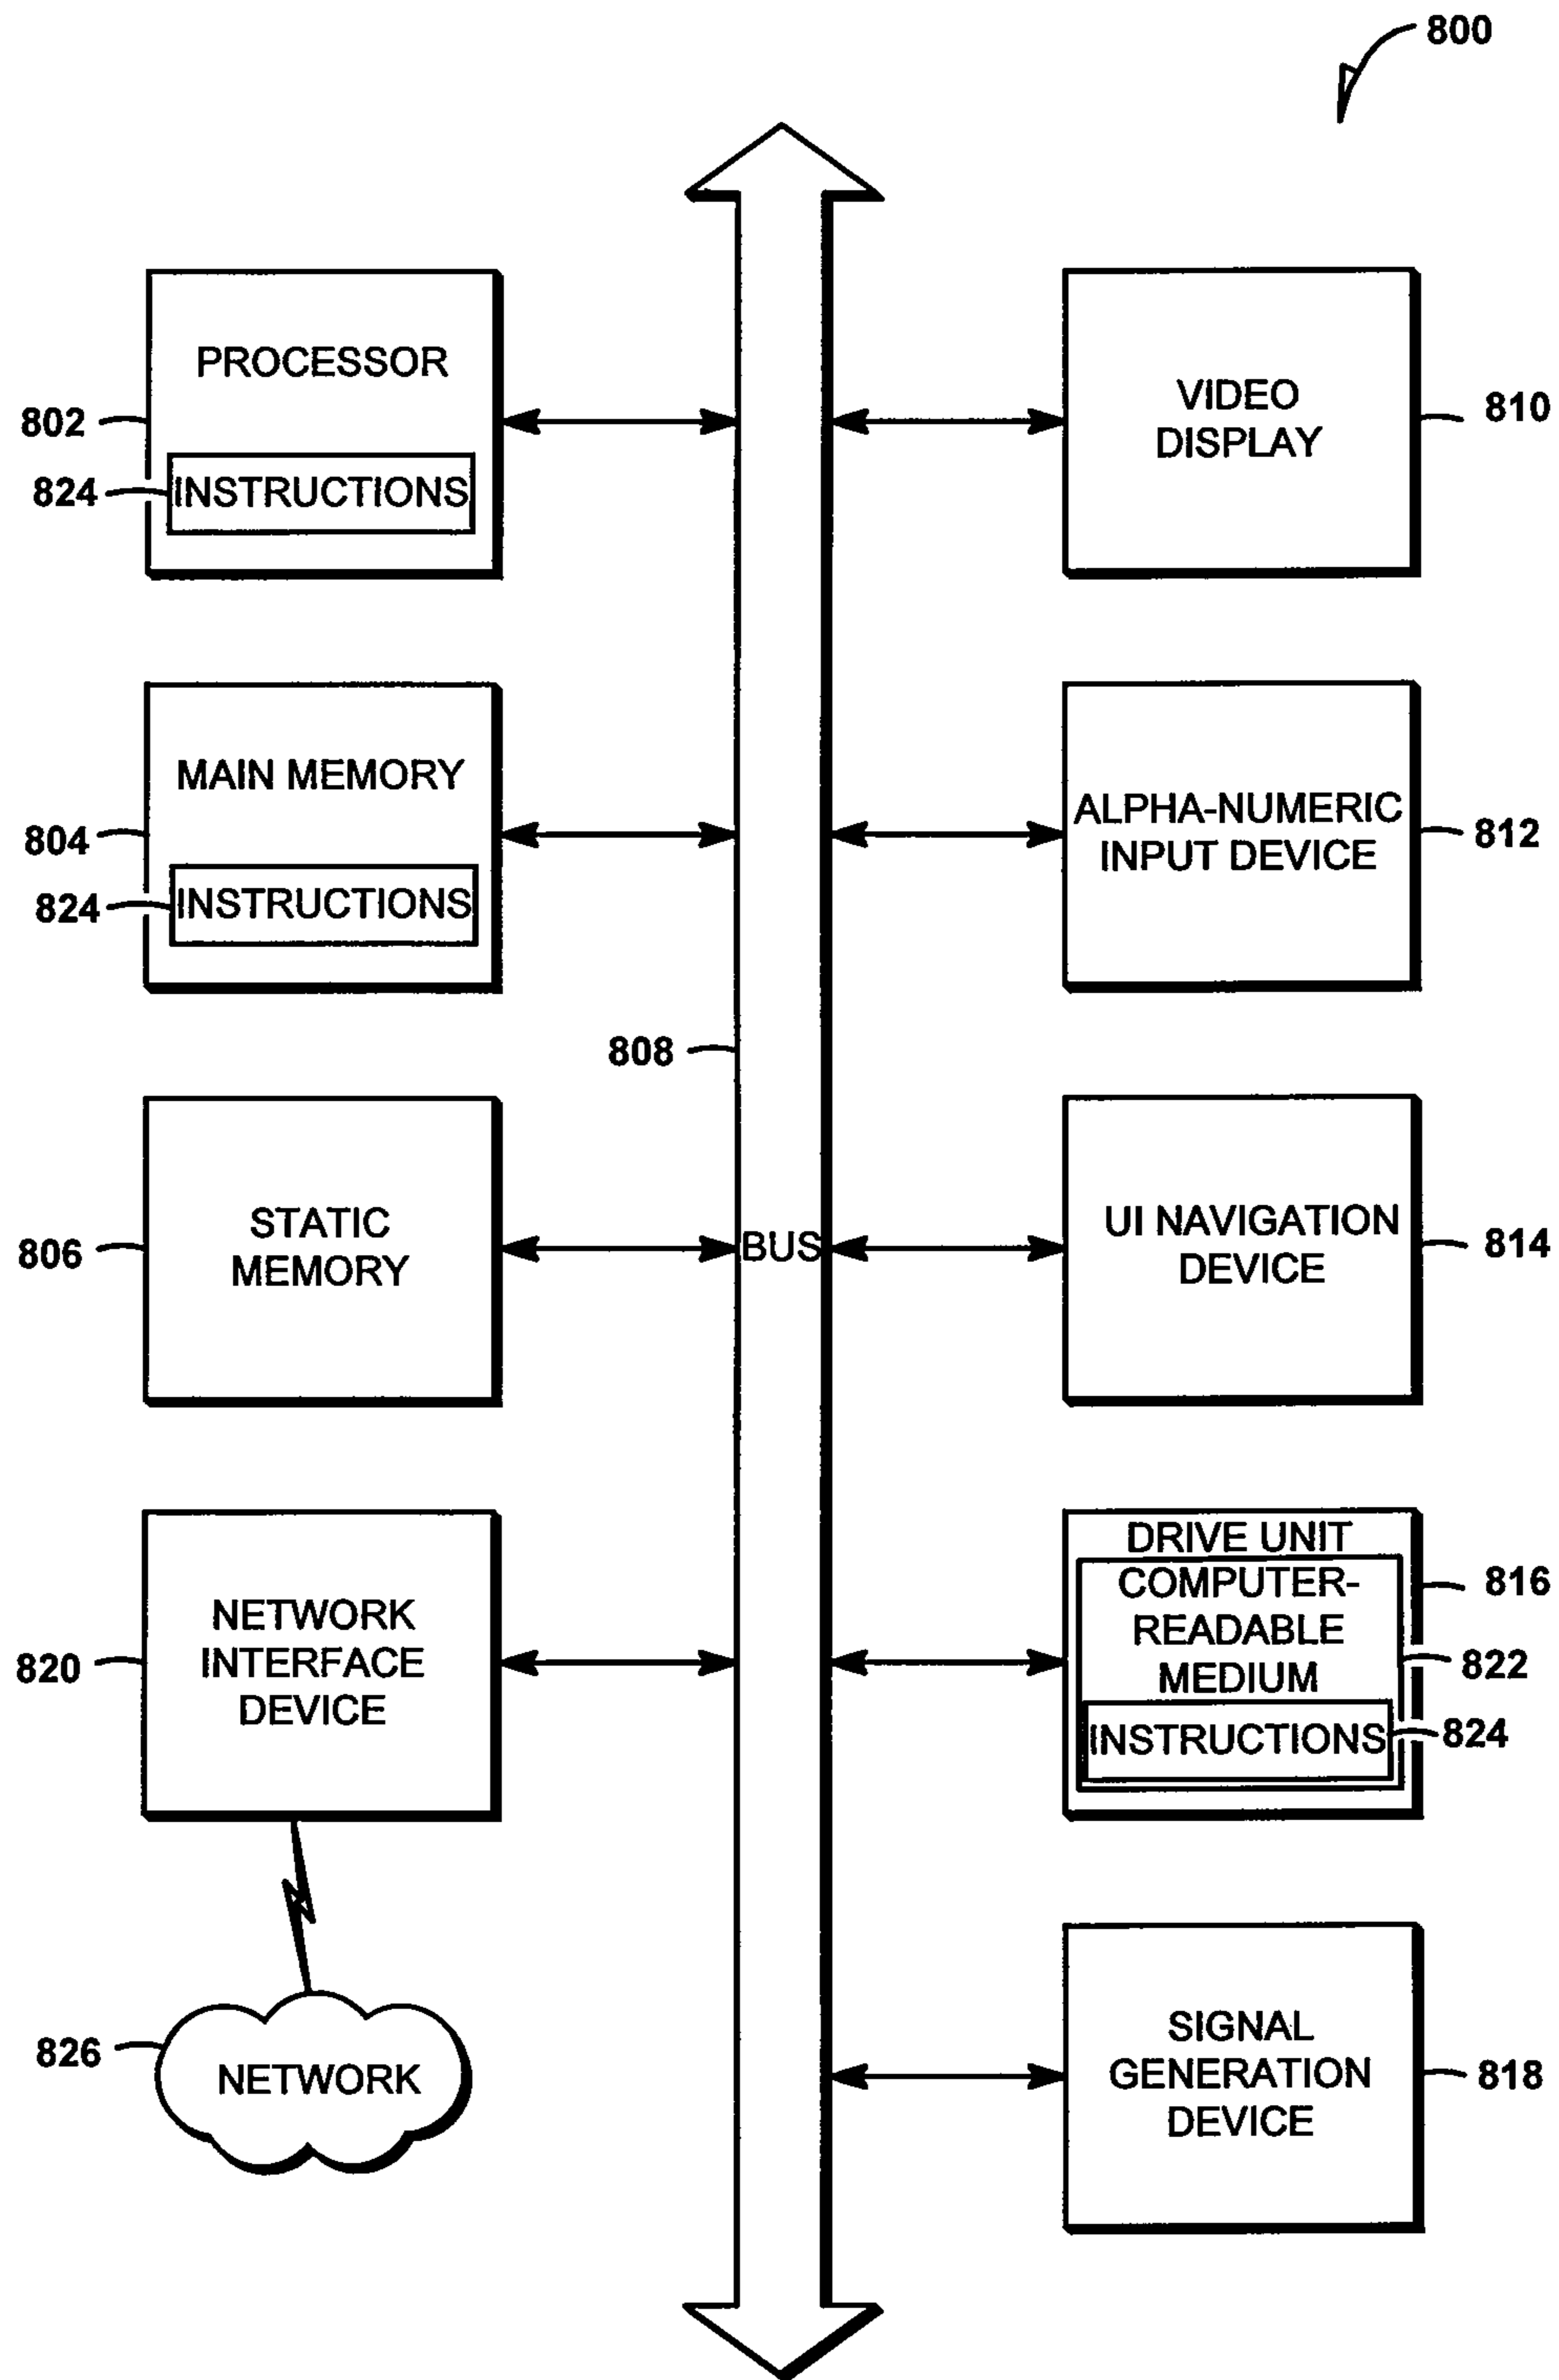 800
PROCESSOR
802
824
INSTRUCTIONS
VIDEO
DISPLAY
810
MAIN MEMORY
804
824
INSTRUCTIONS
ALPHA-NUMERIC
INPUT DEVICE
812
808
STATIC
MEMORY
806
BUS
UI NAVIGATION
DEVICE
814
NETWORK
INTERFACE
DEVICE
820
DRIVE UNIT
816
COMPUTER-
READABLE
MEDIUM
822
INSTRUCTIONS
824
826
NETWORK
SIGNAL
GENERATION
DEVICE
818